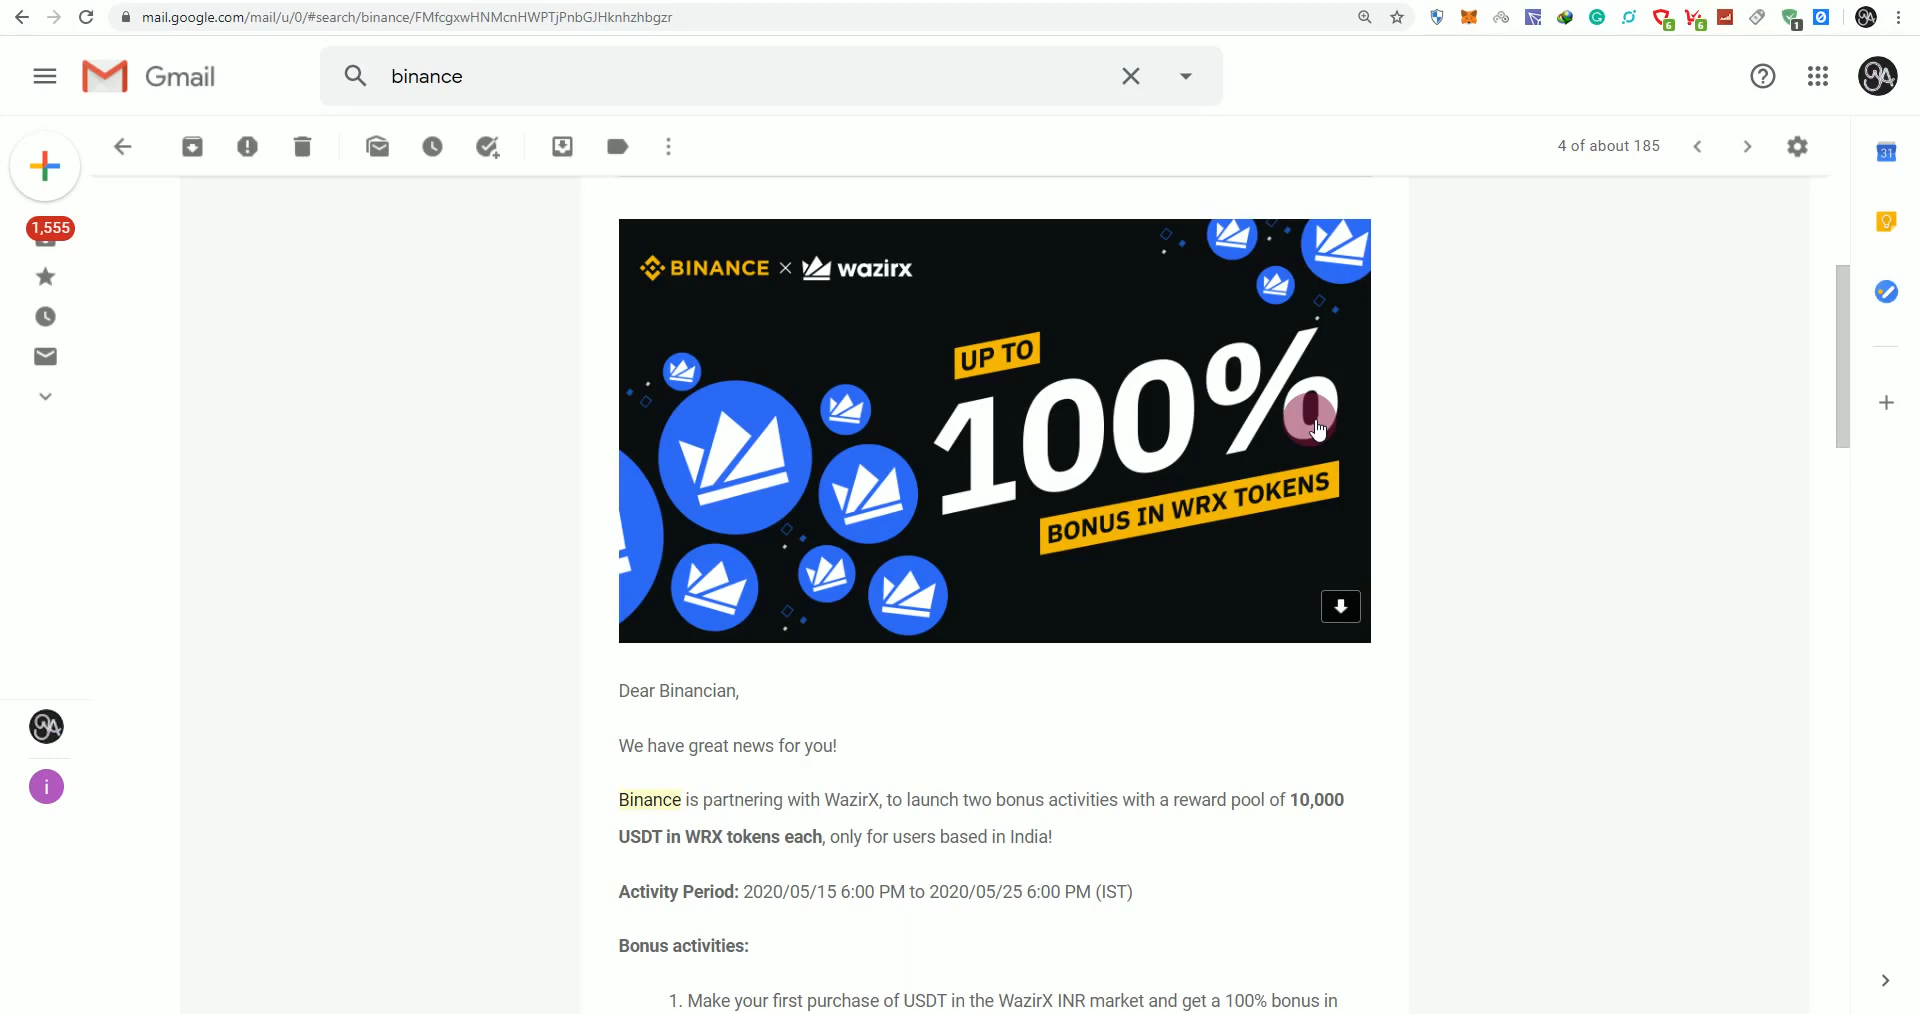 mail.google.com/mail/u/0/#search/binance/FMfcgxwHNMcnHWPTjPnbGJHknhzhbgzr
6
6
1
Gmail
binance
4 of about 185
31
1,555
BINANCE × wazirx
UP TO
100%
BONUS IN WRX TOKENS
Dear Binancian,
We have great news for you!
Binance is partnering with WazirX, to launch two bonus activities with a reward pool of 10,000
USDT in WRX tokens each, only for users based in India!
Activity Period: 2020/05/15 6:00 PM to 2020/05/25 6:00 PM (IST)
Bonus activities:
1. Make your first purchase of USDT in the WazirX INR market and get a 100% bonus in
i